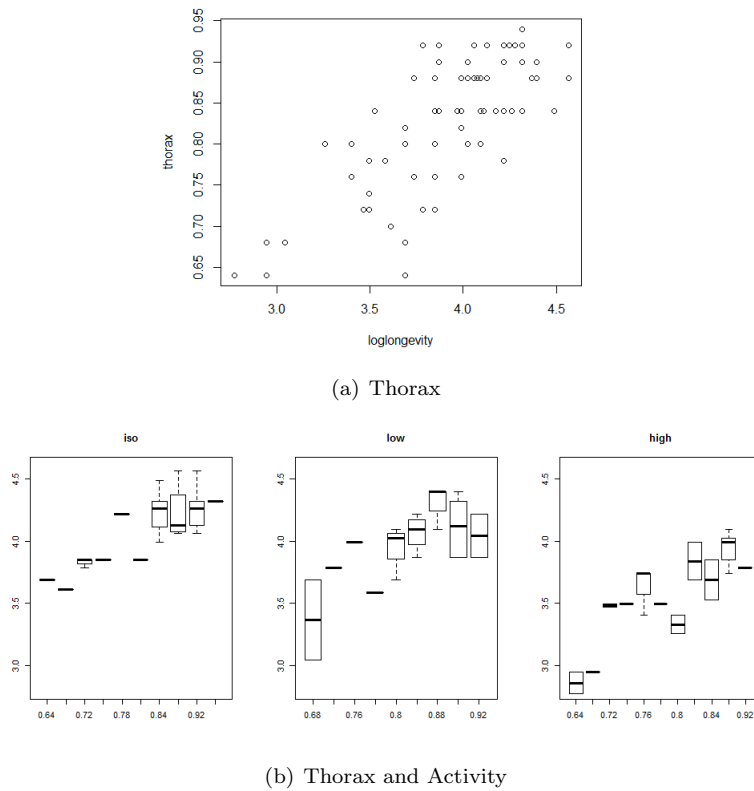 0.95
0.90
0.85
0.80
0.75
0.70
0.65
thorax
3.0 3.5 4.0 4.5
loglongevity
(a) Thorax
iso low high
4.5 4.5 4.5
4.0 4.0 4.0
3.5 3.5 3.5
3.0 3.0 3.0
0.64 0.72 0.78 0.84 0.92 0.68 0.76 0.8 0.88 0.92 0.64 0.72 0.76 0.8 0.84 0.92
(b) Thorax and Activity